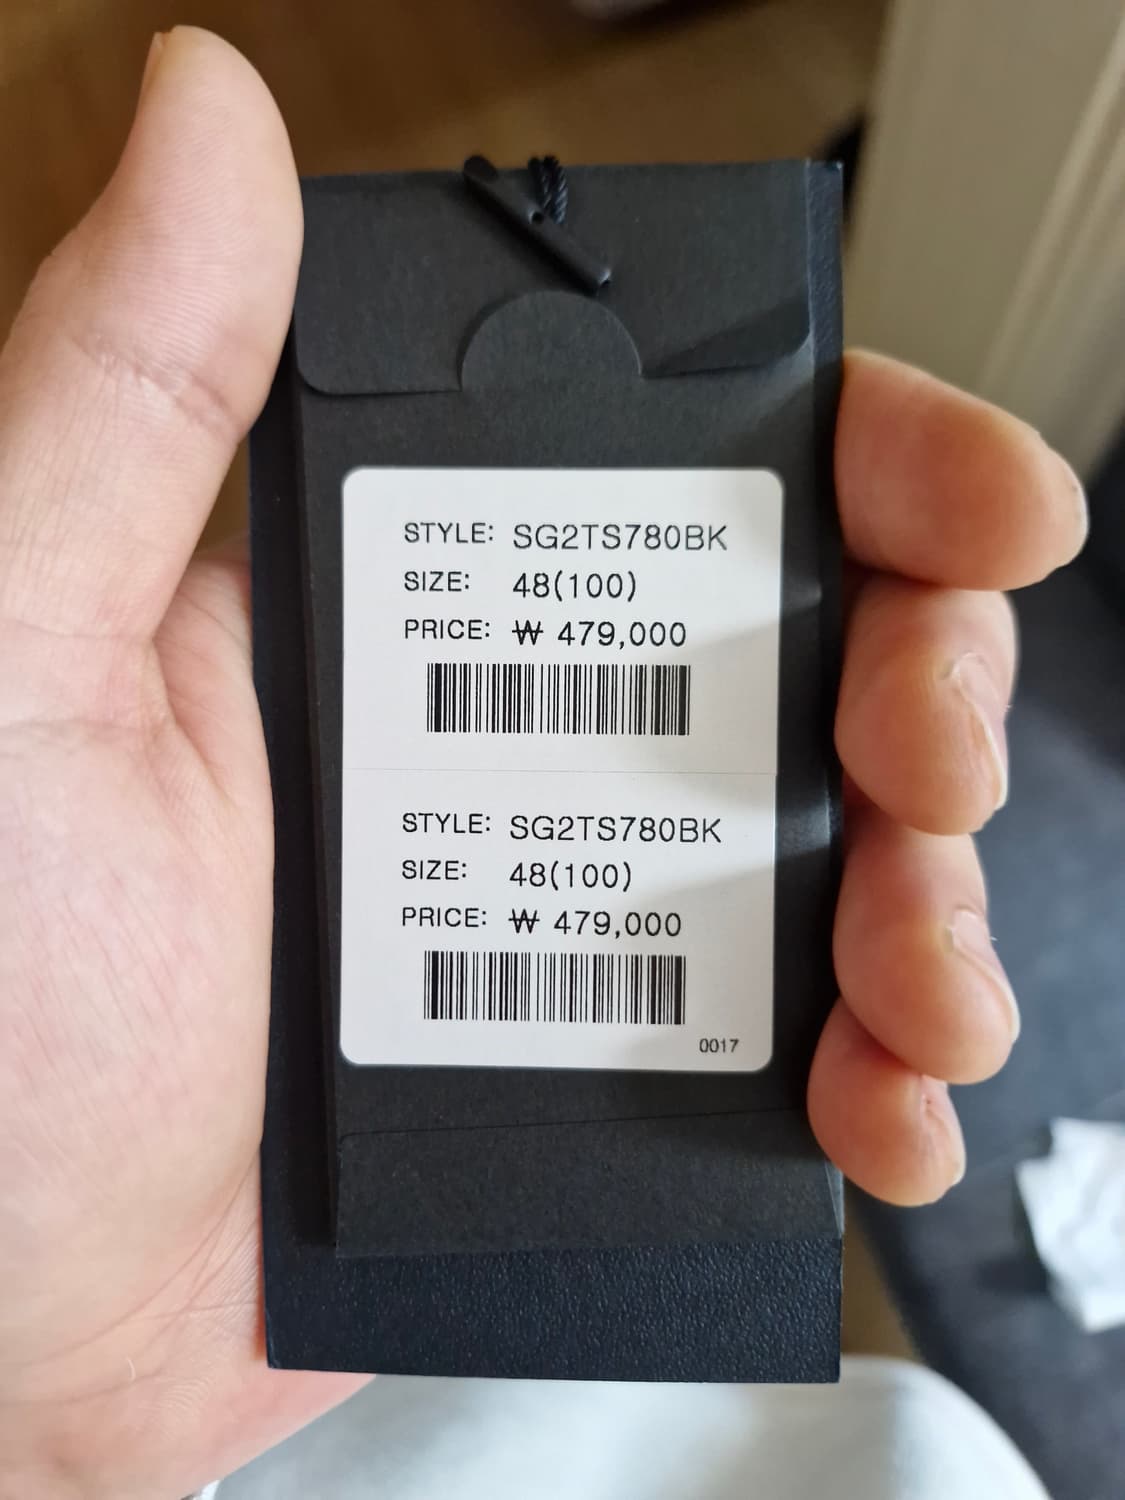 STYLE: SG2TS780BK
SIZE: 48(100)
PRICE: ₩ 479,000
STYLE: SG2TS780BK
SIZE: 48(100)
PRICE: ₩ 479,000
0017